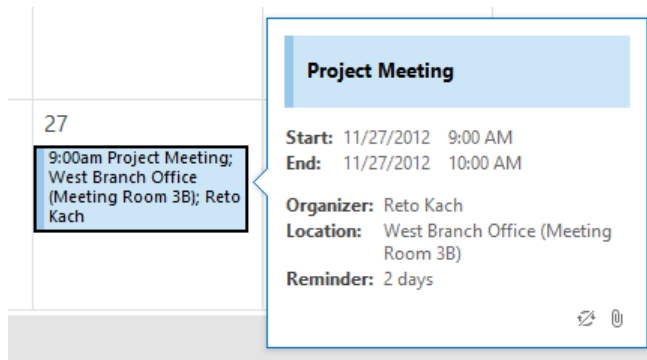 27
9:00am Project Meeting;
West Branch Office
(Meeting Room 3B); Reto
Kach
Project Meeting
Start: 11/27/2012 9:00 AM
End: 11/27/2012 10:00 AM
Organizer: Reto Kach
Location: West Branch Office (Meeting
Room 3B)
Reminder: 2 days